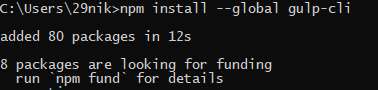 C:\Users\29nik>npm install --global gulp-cli
added 80 packages in 12s
8 packages are looking for funding
  run `npm fund` for details